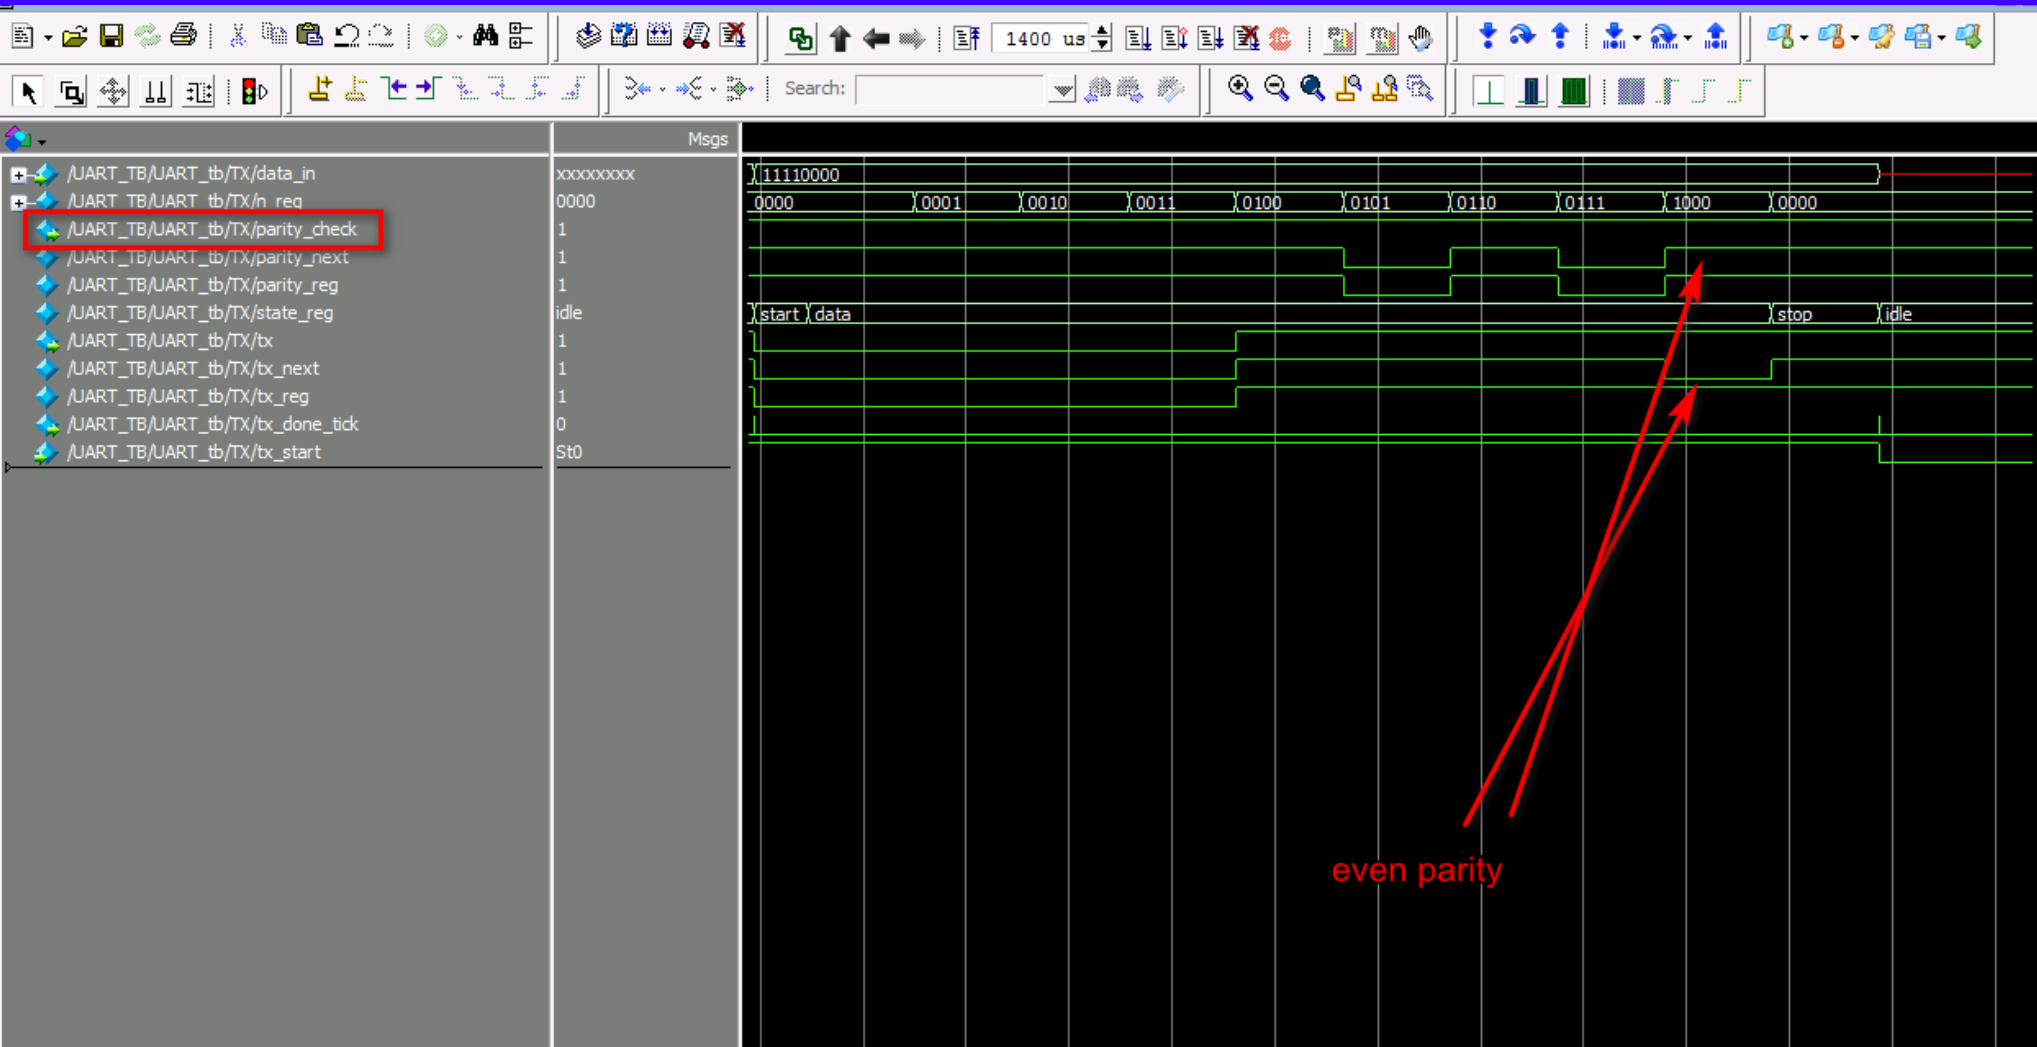 1400 us
Search:
Msgs
/UART_TB/UART_tb/TX/data_in xxxxxxxx 11110000
/UART_TB/UART_tb/TX/n_reg 0000 0000 0001 0010 0011 0100 0101 0110 0111 1000 0000
/UART_TB/UART_tb/TX/parity_check 1
/UART_TB/UART_tb/TX/parity_next 1
/UART_TB/UART_tb/TX/parity_reg 1
/UART_TB/UART_tb/TX/state_reg idle start data stop idle
/UART_TB/UART_tb/TX/tx 1
/UART_TB/UART_tb/TX/tx_next 1
/UART_TB/UART_tb/TX/tx_reg 1
/UART_TB/UART_tb/TX/tx_done_tick 0
/UART_TB/UART_tb/TX/tx_start St0
even parity